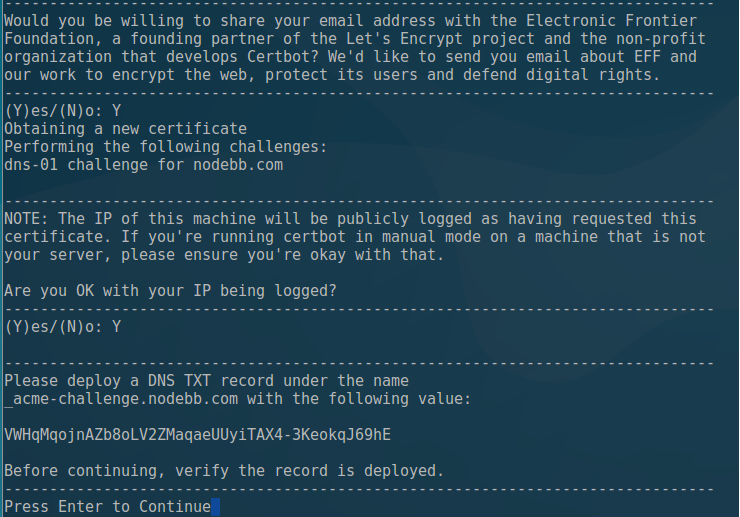 -------------------------------------------------------------------------------
Would you be willing to share your email address with the Electronic Frontier
Foundation, a founding partner of the Let's Encrypt project and the non-profit
organization that develops Certbot? We'd like to send you email about EFF and
our work to encrypt the web, protect its users and defend digital rights.
-------------------------------------------------------------------------------
(Y)es/(N)o: Y
Obtaining a new certificate
Performing the following challenges:
dns-01 challenge for nodebb.com

-------------------------------------------------------------------------------
NOTE: The IP of this machine will be publicly logged as having requested this
certificate. If you're running certbot in manual mode on a machine that is not
your server, please ensure you're okay with that.

Are you OK with your IP being logged?
-------------------------------------------------------------------------------
(Y)es/(N)o: Y

-------------------------------------------------------------------------------
Please deploy a DNS TXT record under the name
_acme-challenge.nodebb.com with the following value:

VWHqMqojnAZb8oLV2ZMaqaeUUyiTAX4-3KeokqJ69hE

Before continuing, verify the record is deployed.
-------------------------------------------------------------------------------
Press Enter to Continue